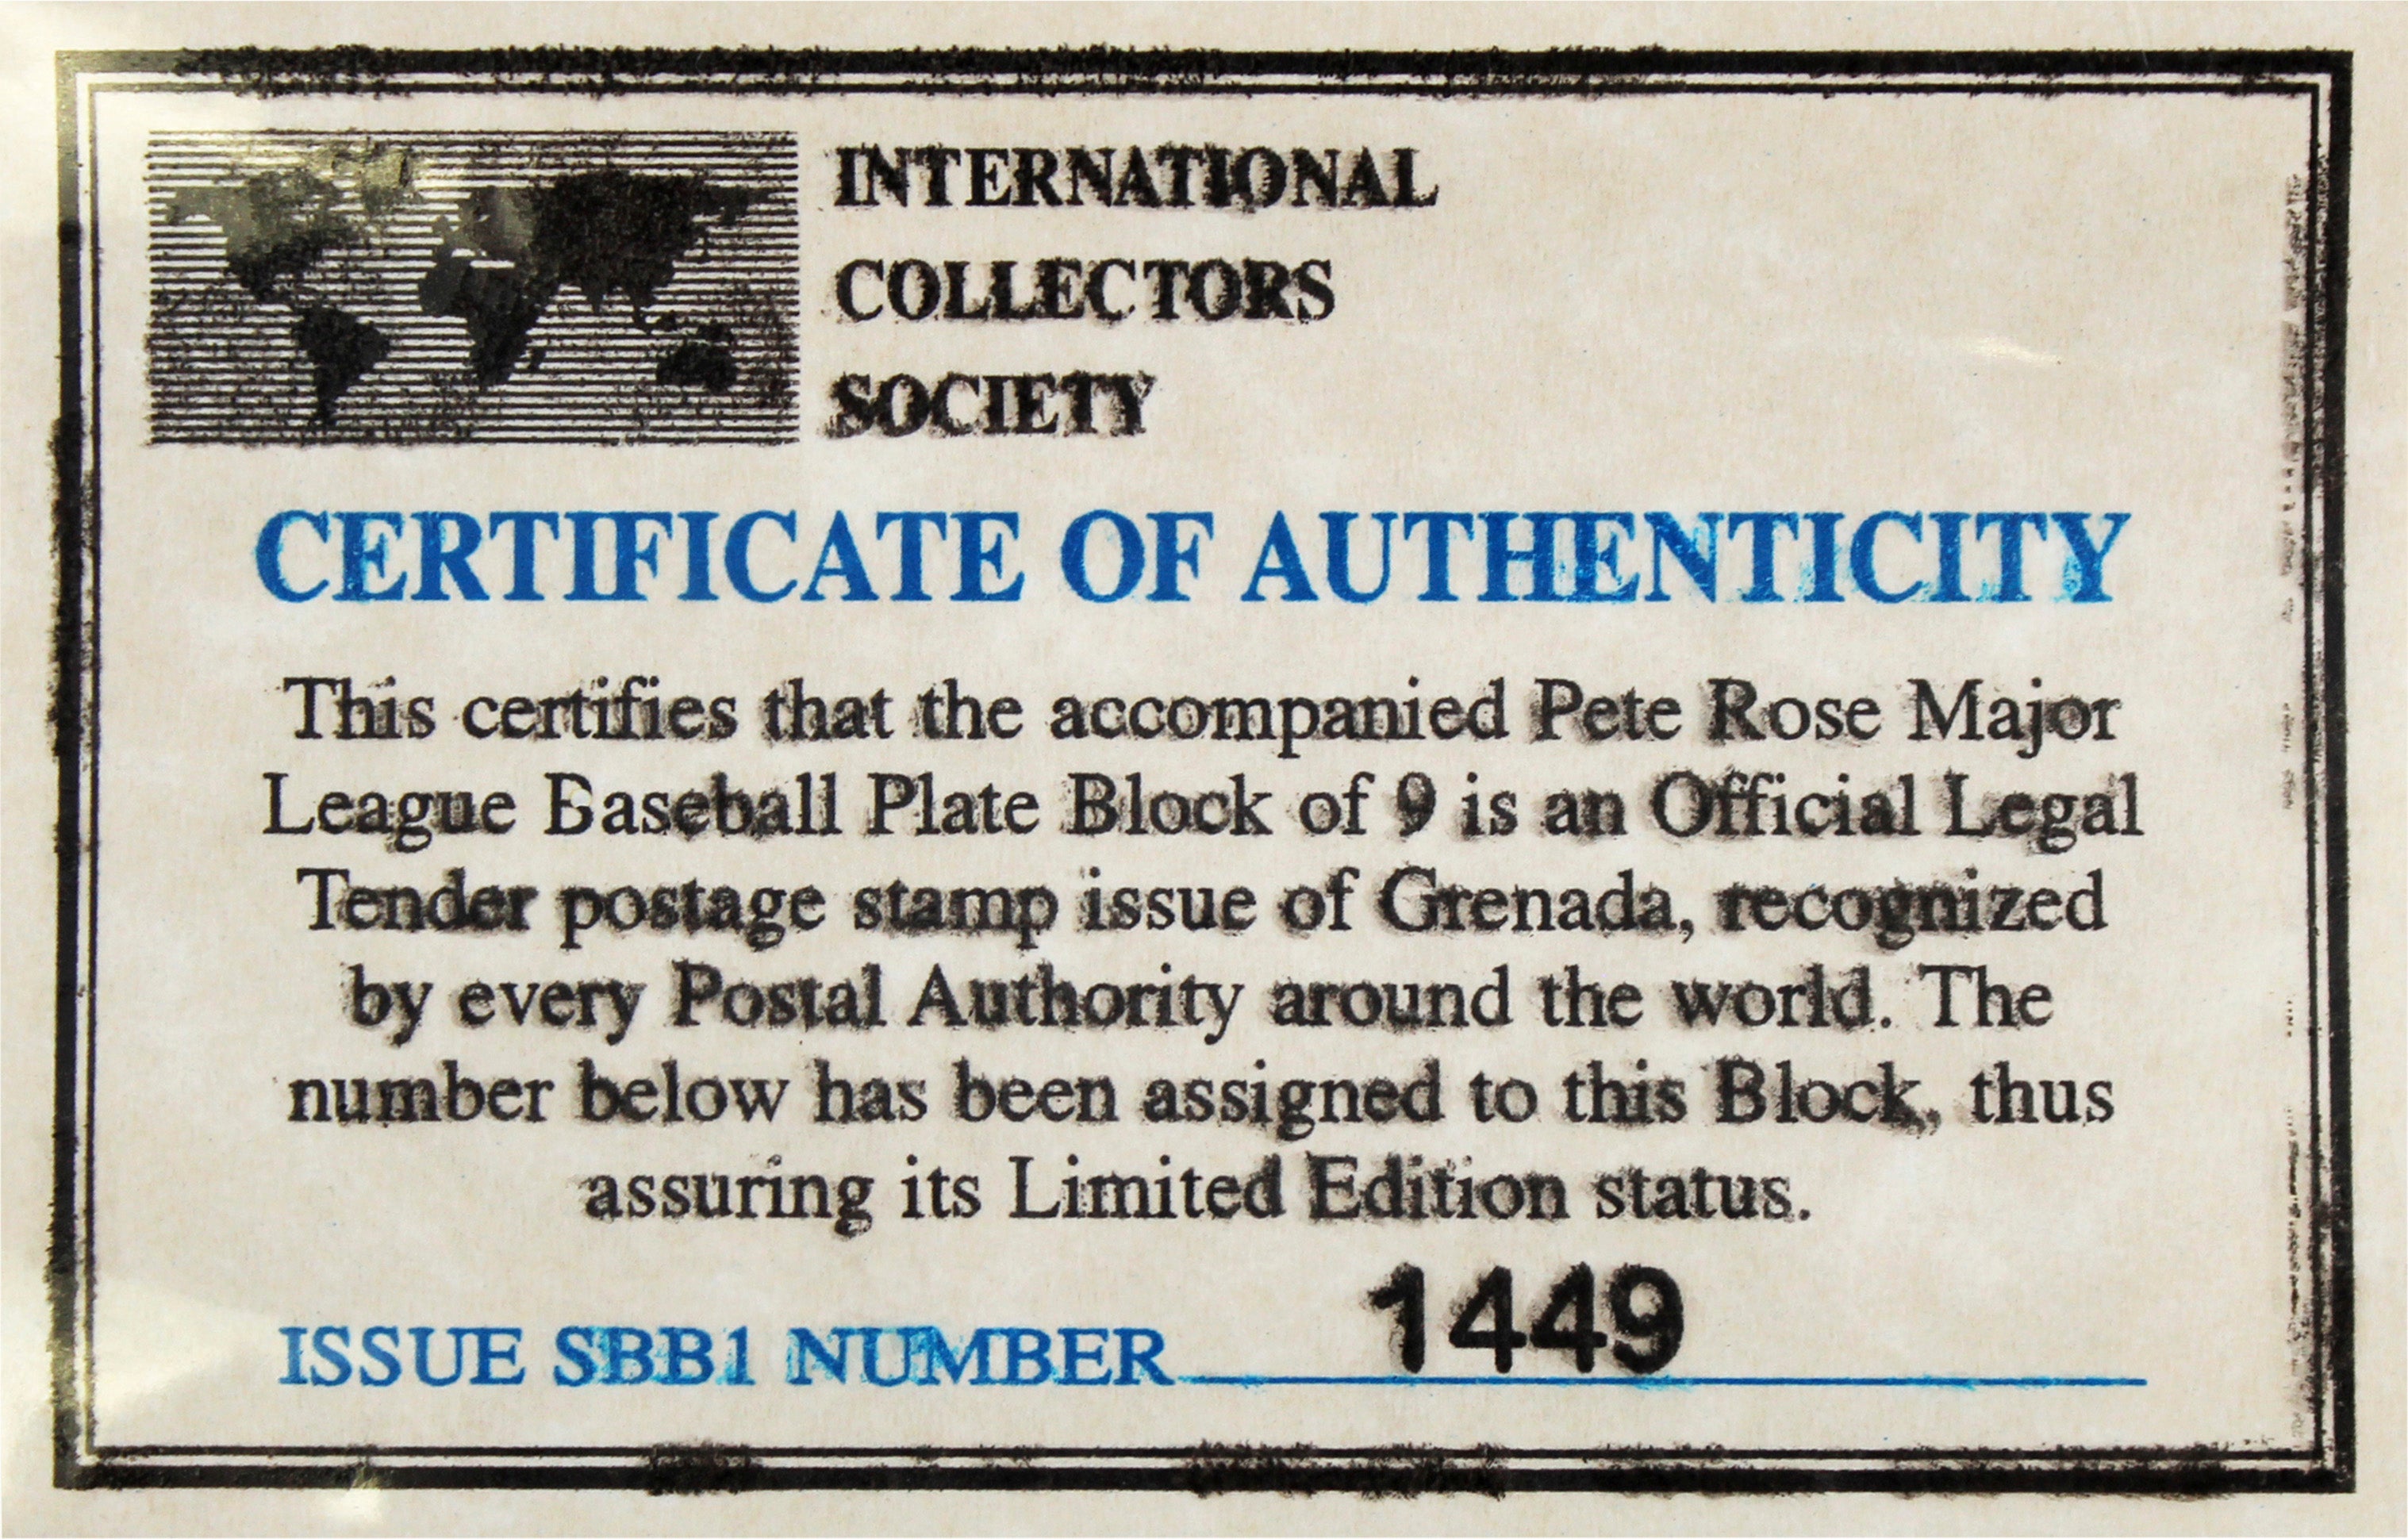 INTERNATIONAL
COLLECTORS
SOCIETY
CERTIFICATE OF AUTHENTICITY
This certifies that the accompanied Pete Rose Major
League Baseball Plate Block of 9 is an Official Legal
Tender postage stamp issue of Grenada, recognized
by every Postal Authority around the world. The
number below has been assigned to this Block, thus
assuring its Limited Edition status.
ISSUE SBB1 NUMBER 1449